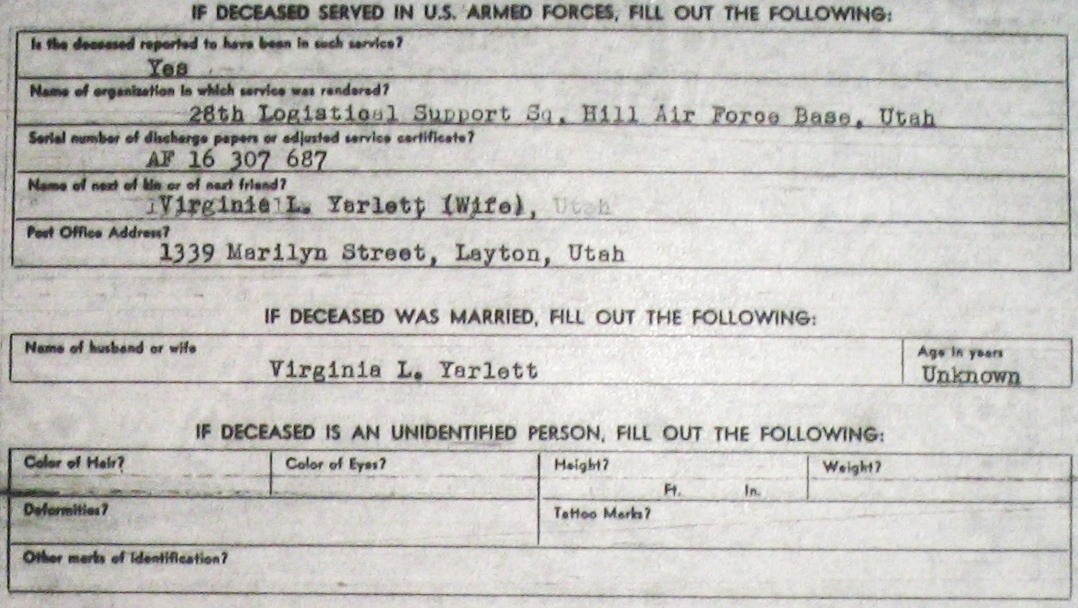 IF DECEASED SERVED IN U.S. ARMED FORCES, FILL OUT THE FOLLOWING:
Is the deceased reported to have been in such service?
Yes
Name of organization in which service was rendered?
28th Logistical Support Sq, Hill Air Force Base, Utah
Serial number of discharge papers or adjusted service certificate?
AF 16 307 687
Name of next of kin or of next friend?
Virginia L. Yarlett (Wife), Utah
Post Office Address?
1339 Marilyn Street, Layton, Utah
IF DECEASED WAS MARRIED, FILL OUT THE FOLLOWING:
Name of husband or wife Age in years
Virginia L. Yarlett Unknown
IF DECEASED IS AN UNIDENTIFIED PERSON, FILL OUT THE FOLLOWING:
Color of Hair? Color of Eyes? Height? Weight?
Ft. In.
Deformities? Tattoo Marks?
Other marks of identification?